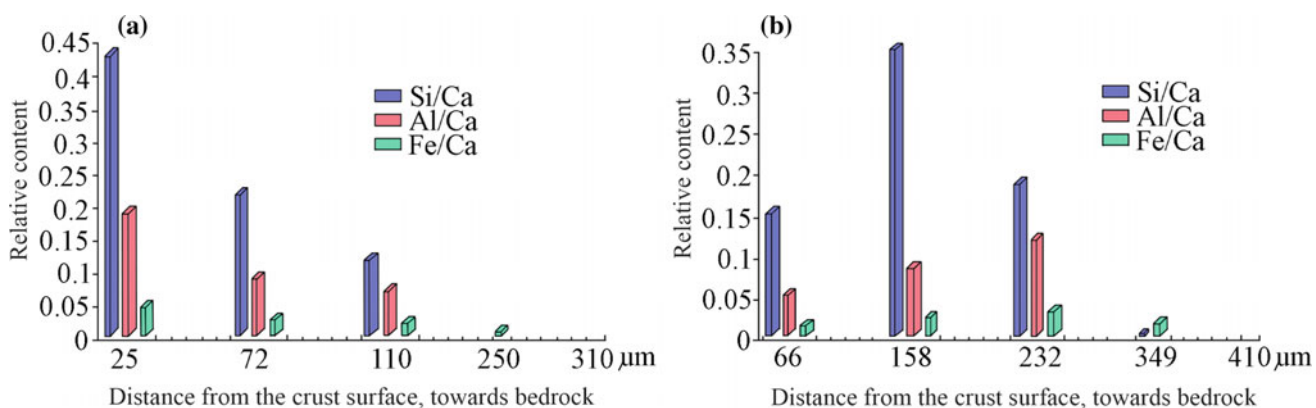 (a)
Relative content
0.45
0.4
0.35
0.3
0.25
0.2
0.15
0.1
0.05
0
Si/Ca
Al/Ca
Fe/Ca
25 72 110 250 310 μm
Distance from the crust surface, towards bedrock
(b)
Relative content
0.35
0.3
0.25
0.2
0.15
0.1
0.05
0
Si/Ca
Al/Ca
Fe/Ca
66 158 232 349 410 μm
Distance from the crust surface, towards bedrock